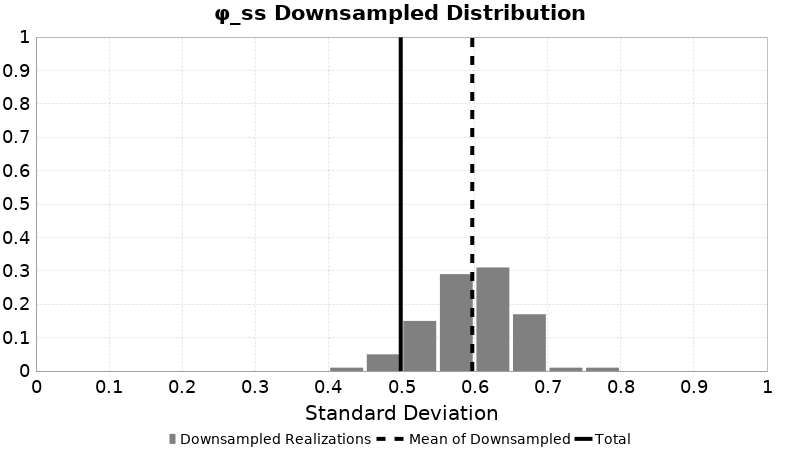 φ_ss Downsampled Distribution
1
0.9
0.8
0.7
0.6
0.5
0.4
0.3
0.2
0.1
0
0 0.1 0.2 0.3 0.4 0.5 0.6 0.7 0.8 0.9 1
Standard Deviation
Downsampled Realizations Mean of Downsampled Total